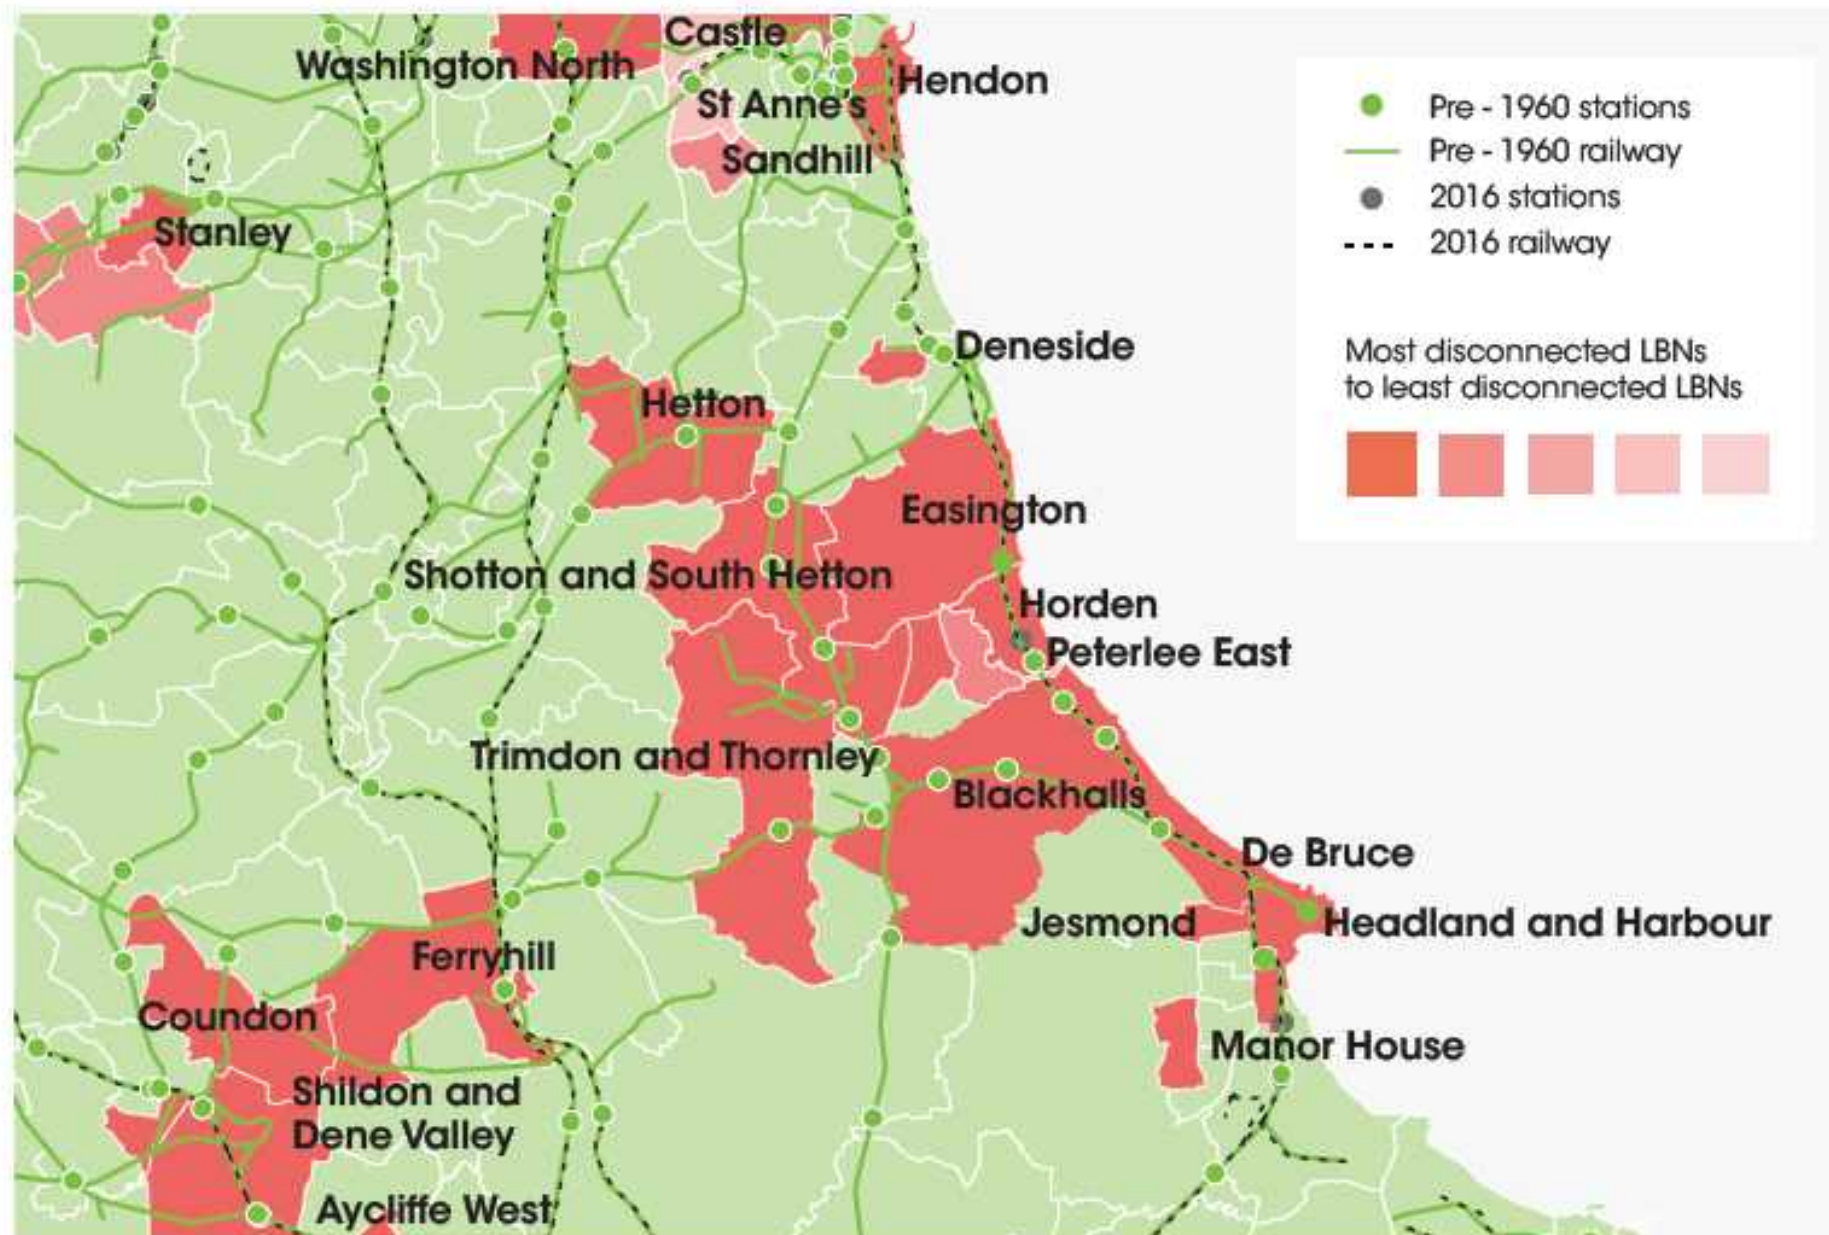 Castle
Washington North
Hendon
St Anne's
Sandhill
Stanley
Deneside
Hetton
Easington
Shotton and South Hetton
Horden
Peterlee East
Trimdon and Thornley
Blackhalls
De Bruce
Jesmond
Headland and Harbour
Ferryhill
Coundon
Manor House
Shildon and
Dene Valley
Aycliffe West
Pre - 1960 stations
Pre - 1960 railway
2016 stations
2016 railway
Most disconnected LBNs
to least disconnected LBNs